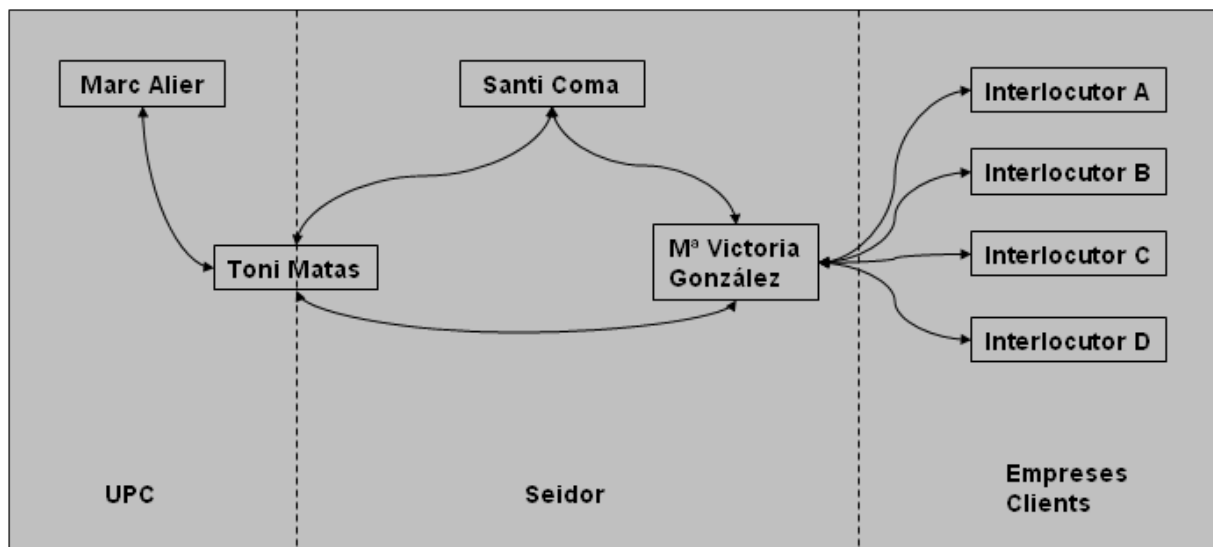 Marc Alier
Santi Coma
Interlocutor A
Interlocutor B
Toni Matas
Mª Victoria
González
Interlocutor C
Interlocutor D
UPC
Seidor
Empreses
Clients